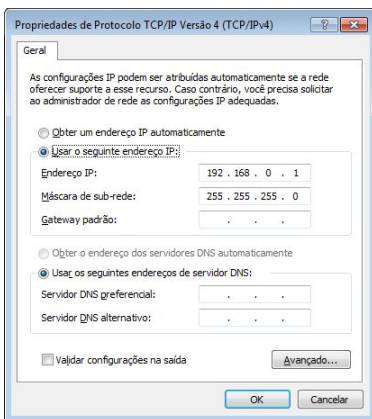 Propriedades de Protocolo TCP/IP Versão 4 (TCP/IPv4)
Geral
As configurações IP podem ser atribuídas automaticamente se a rede
oferecer suporte a esse recurso. Caso contrário, você precisa solicitar
ao administrador de rede as configurações IP adequadas.
Obter um endereço IP automaticamente
Usar o seguinte endereço IP:
Endereço IP: 192 . 168 . 0 . 1
Máscara de sub-rede: 255 . 255 . 255 . 0
Gateway padrão: . . .
Obter o endereço dos servidores DNS automaticamente
Usar os seguintes endereços de servidor DNS:
Servidor DNS preferencial: . . .
Servidor DNS alternativo: . . .
Validar configurações na saída
Avançado...
OK Cancelar